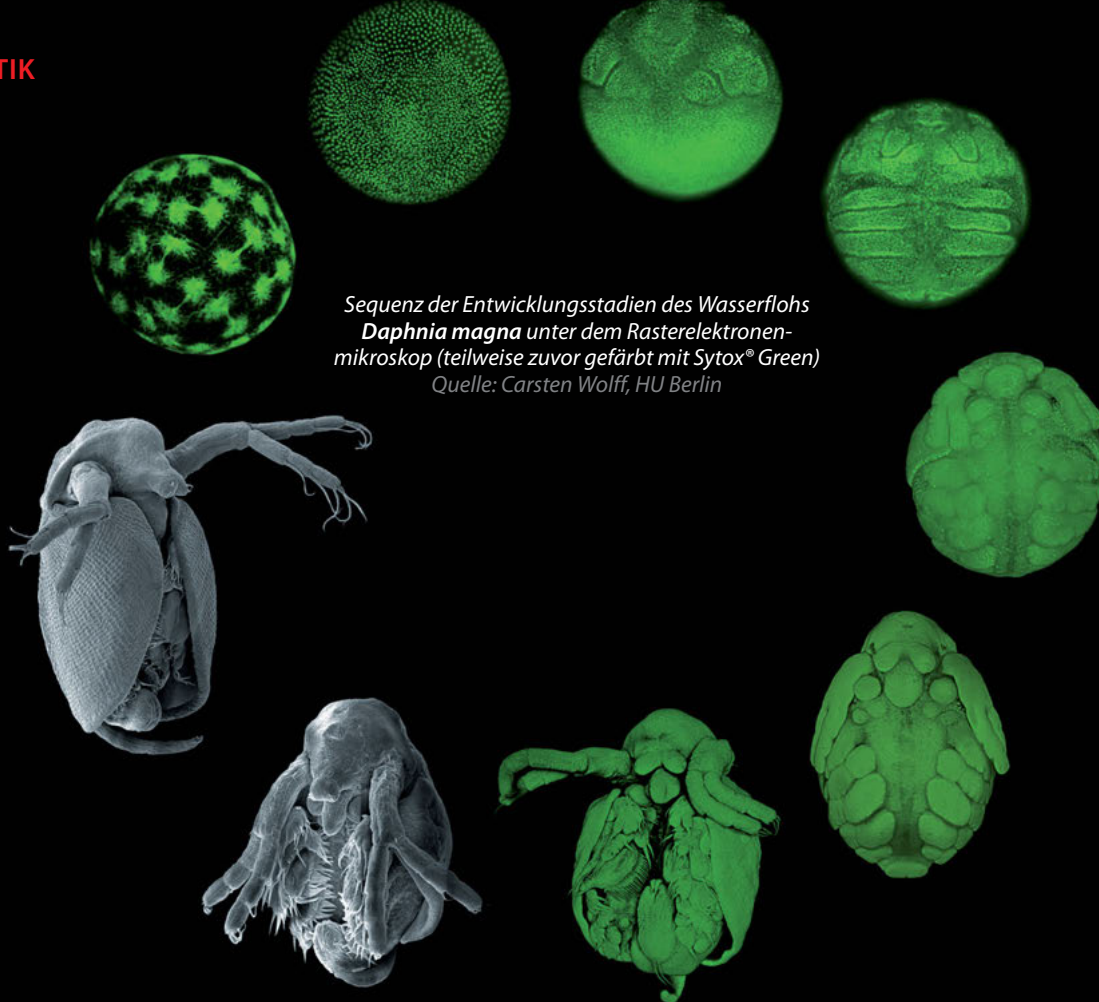 TIK
Sequenz der Entwicklungsstadien des Wasserflohs
Daphnia magna unter dem Rasterelektronen-
mikroskop (teilweise zuvor gefärbt mit Sytox® Green)
Quelle: Carsten Wolff, HU Berlin